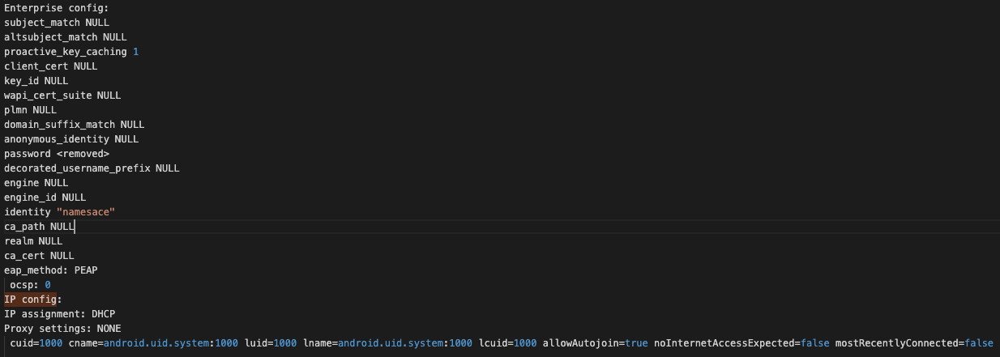 Enterprise config:
subject_match NULL
altsubject_match NULL
proactive_key_caching 1
client_cert NULL
key_id NULL
wapi_cert_suite NULL
plmn NULL
domain_suffix_match NULL
anonymous_identity NULL
password <removed>
decorated_username_prefix NULL
engine NULL
engine_id NULL
identity "namesace"
ca_path NULL
realm NULL
ca_cert NULL
eap_method: PEAP
ocsp: 0
IP config:
IP assignment: DHCP
Proxy settings: NONE
cuid=1000 cname=android.uid.system:1000 luid=1000 lname=android.uid.system:1000 lcuid=1000 allowAutojoin=true noInternetAccessExpected=false mostRecentlyConnected=false